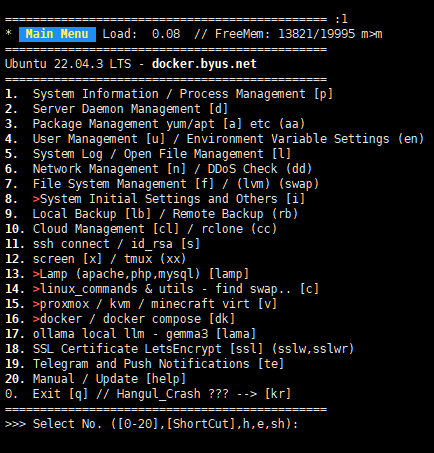 ============================================== :1
* Main Menu Load:  0.08  // FreeMem: 13821/19995 m>m
==============================================
Ubuntu 22.04.3 LTS - docker.byus.net
==============================================
1.  System Information / Process Management [p]
2.  Server Daemon Management [d]
3.  Package Management yum/apt [a] etc (aa)
4.  User Management [u] / Environment Variable Settings (en)
5.  System Log / Open File Management [l]
6.  Network Management [n] / DDoS Check (dd)
7.  File System Management [f] / (lvm) (swap)
8.  >System Initial Settings and Others [i]
9.  Local Backup [lb] / Remote Backup (rb)
10. Cloud Management [cl] / rclone (cc)
11. ssh connect / id_rsa [s]
12. screen [x] / tmux (xx)
13. >Lamp (apache,php,mysql) [lamp]
14. >linux_commands & utils - find swap.. [c]
15. >proxmox / kvm / minecraft virt [v]
16. >docker / docker compose [dk]
17. ollama local llm - gemma3 [lama]
18. SSL Certificate LetsEncrypt [ssl] (sslw,sslwr)
19. Telegram and Push Notifications [te]
20. Manual / Update [help]
0.  Exit [q] // Hangul_Crash ??? --> [kr]
==============================================
>>> Select No. ([0-20],[ShortCut],h,e,sh):